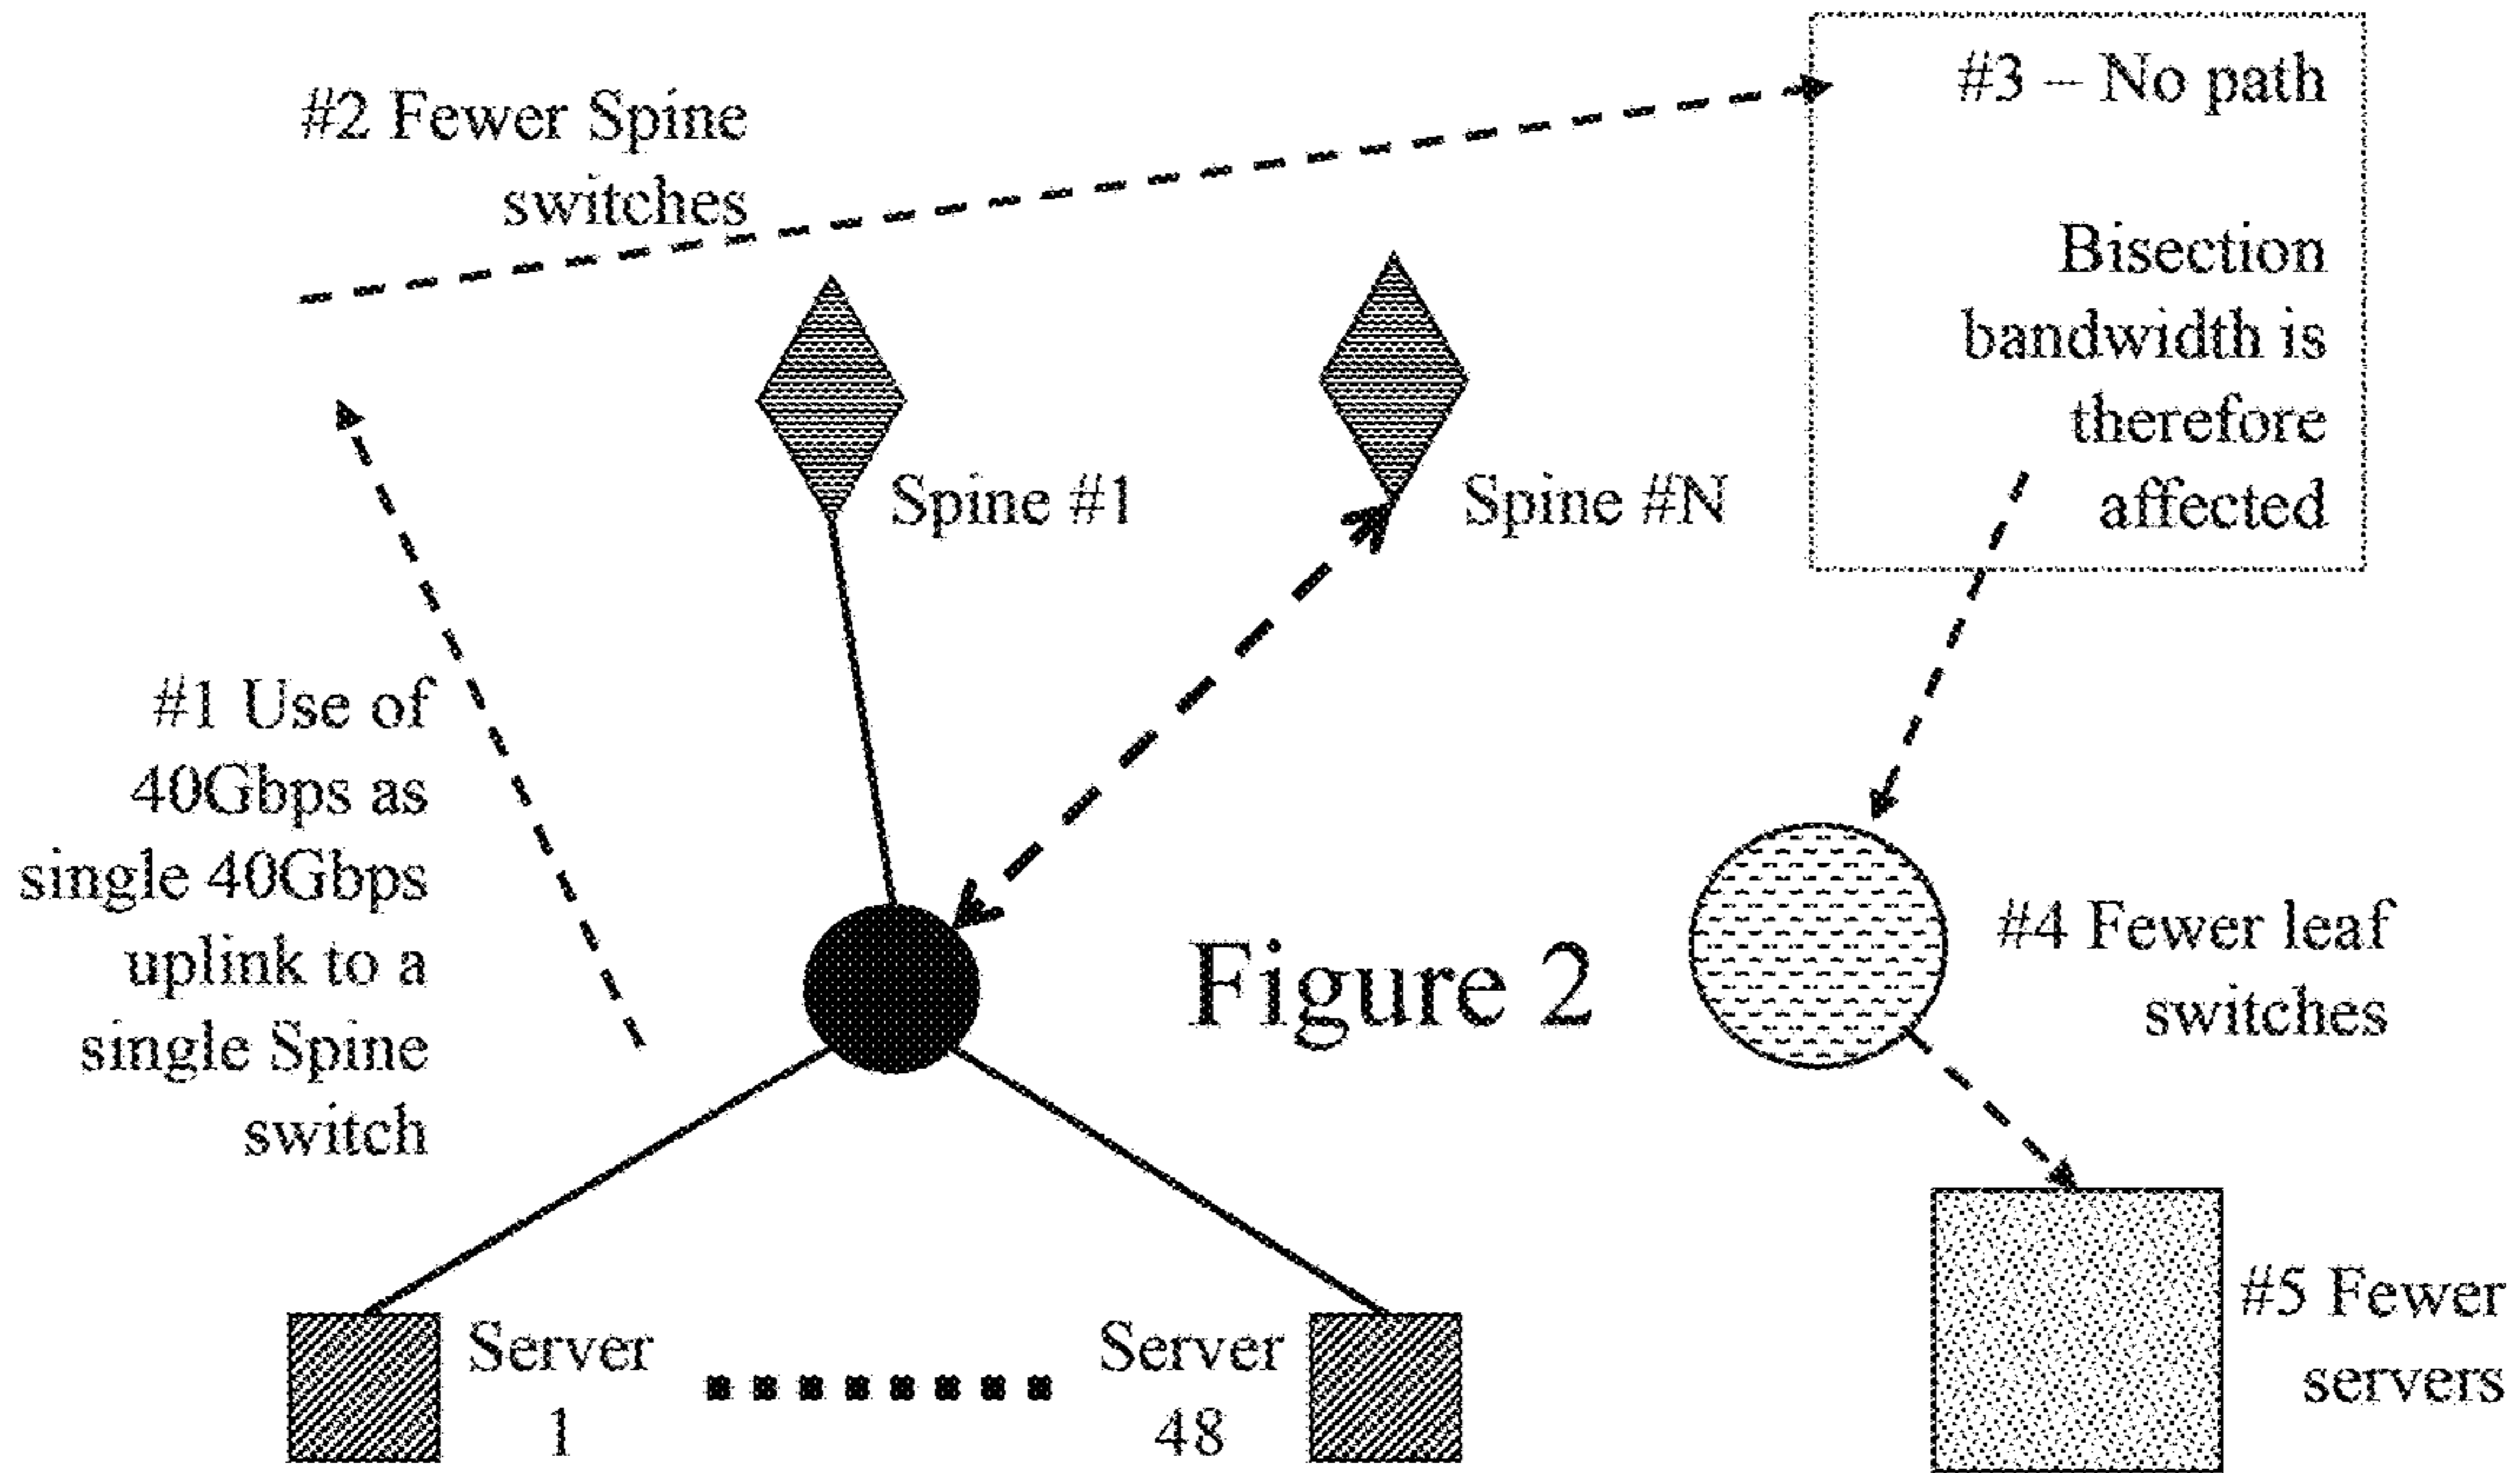 #2 Fewer Spine
switches
#3 – No path
Bisection
bandwidth is
therefore
affected
Spine #1
Spine #N
#1 Use of
40Gbps as
single 40Gbps
uplink to a
single Spine
switch
Figure 2
#4 Fewer leaf
switches
Server
1
Server
48
#5 Fewer
servers